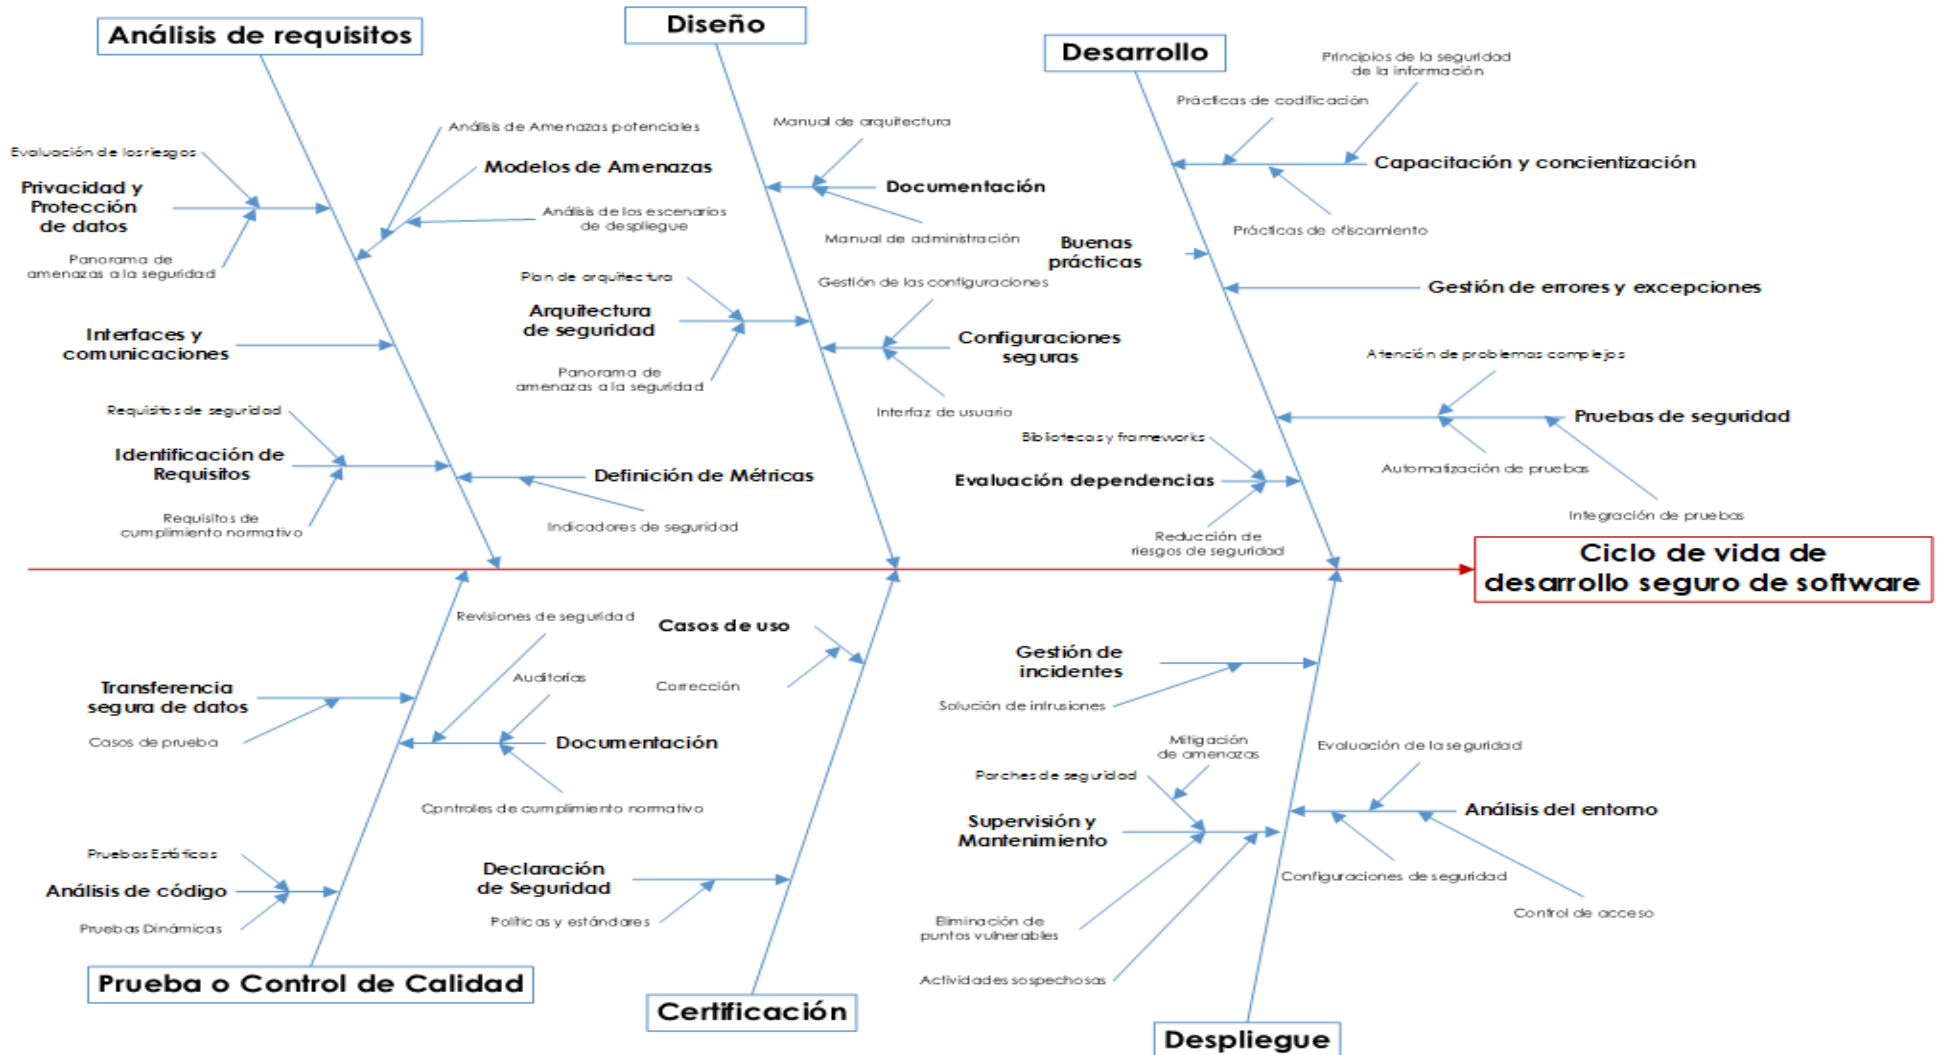 Análisis de requisitos
Evaluación de los riesgos
Privacidad y
Protección
de datos
Panorama de
amenazas a la seguridad
Análisis de Amenazas potenciales
Modelos de Amenazas
Análisis de los escenarios
de despliegue
Interfaces y
comunicaciones
Requisitos de seguridad
Identificación de
Requisitos
Requisitos de
cumplimiento normativo
Definición de Métricas
Indicadores de seguridad
Diseño
Manual de arquitectura
Documentación
Manual de administración
Plan de arquitectura
Arquitectura
de seguridad
Panorama de
amenazas a la seguridad
Gestión de las configuraciones
Configuraciones
seguras
Interfaz de usuario
Desarrollo
Principios de la seguridad
de la información
Prácticas de codificación
Capacitación y concientización
Prácticas de ofiscamiento
Buenas
prácticas
Gestión de errores y excepciones
Atención de problemas complejos
Pruebas de seguridad
Automatización de pruebas
Integración de pruebas
Bibliotecas y frameworks
Evaluación dependencias
Reducción de
riesgos de seguridad
Ciclo de vida de
desarrollo seguro de software
Revisiones de seguridad
Auditorías
Transferencia
segura de datos
Casos de prueba
Documentación
Cpntroles de cumplimiento normativo
Pruebas Estáticas
Análisis de código
Pruebas Dinámicas
Prueba o Control de Calidad
Casos de uso
Corrección
Declaración
de Seguridad
Políticas y estándares
Certificación
Gestión de
incidentes
Solución de intrusiones
Mitigación
de amenazas
Parches de seguridad
Supervisión y
Mantenimiento
Eliminación de
puntos vulnerables
Actividades sospechosas
Evaluación de la seguridad
Análisis del entorno
Configuraciones de seguridad
Control de acceso
Despliegue